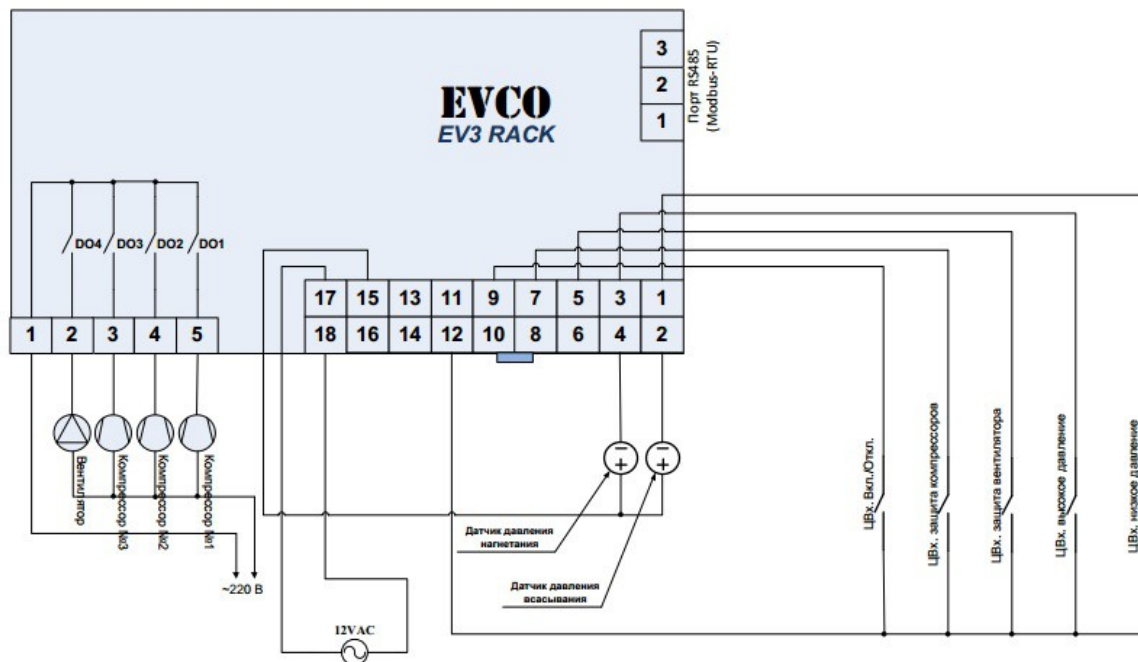 EVCO
EV3 RACK
3
2
1
Порт RS485
(Modbus-RTU)
DO4
DO3
DO2
DO1
17
15
13
11
9
7
5
3
1
18
16
14
12
10
8
6
4
2
1
2
3
4
5
Вентилятор
Компрессор №3
Компрессор №2
Компрессор №1
~220 В
12VAC
Датчик давления
нагнетания
Датчик давления
всасывания
ЦВх. Вкл./Откл.
ЦВх. защита компрессоров
ЦВх. защита вентилятора
ЦВх. высокое давление
ЦВх. низкое давление